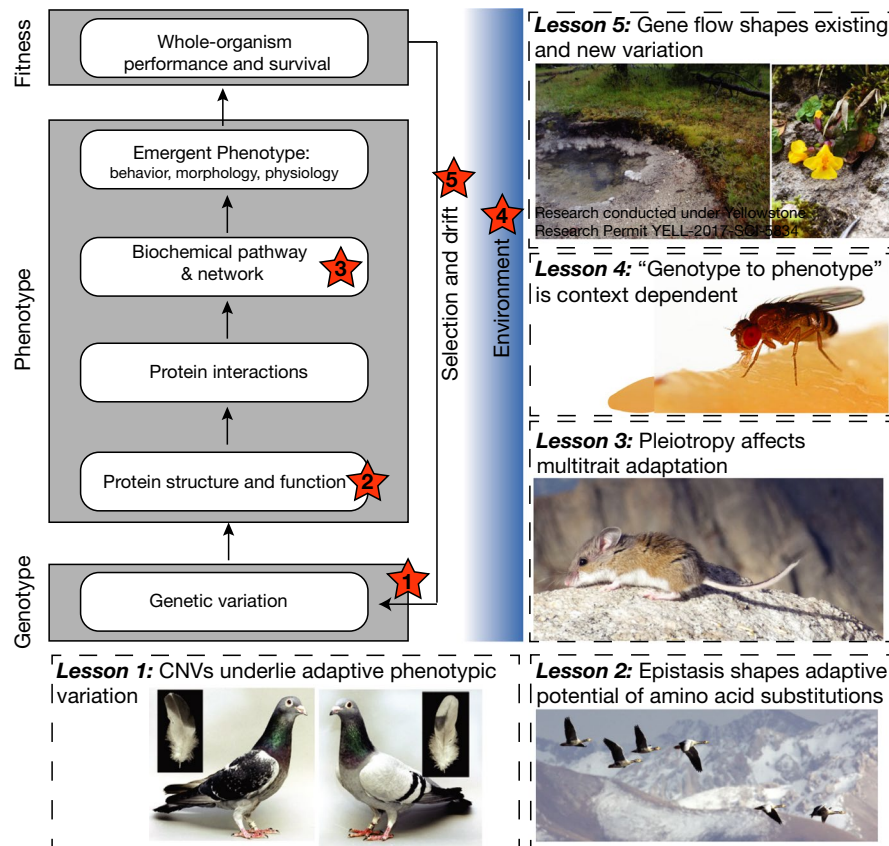 Fitness
Whole-organism
performance and survival
Phenotype
Emergent Phenotype:
behavior, morphology, physiology
Biochemical pathway
& network
3
Protein interactions
Protein structure and function
2
Genotype
Genetic variation
1
Selection and drift
5
Environment
4
Lesson 5: Gene flow shapes existing
and new variation
Research conducted under Yellowstone
Research Permit YELL-2017-SCI-5834
Lesson 4: “Genotype to phenotype”
is context dependent
Lesson 3: Pleiotropy affects
multitrait adaptation
Lesson 1: CNVs underlie adaptive phenotypic
variation
Lesson 2: Epistasis shapes adaptive
potential of amino acid substitutions